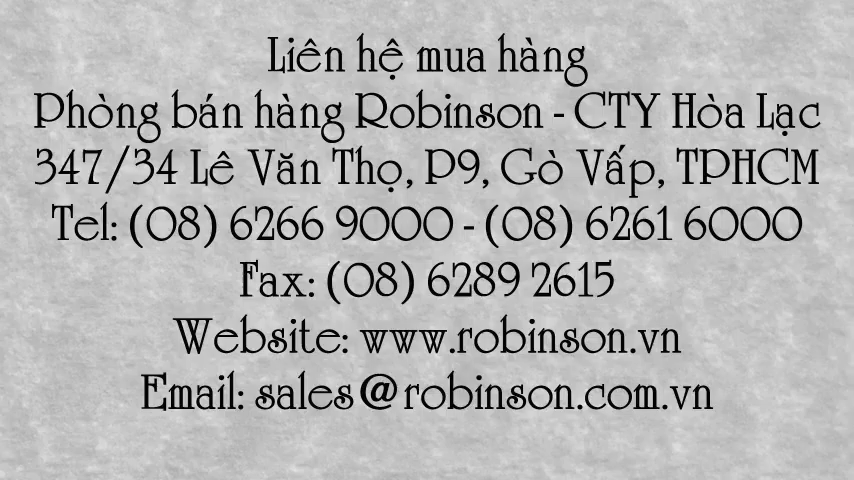 Liên hệ mua hàng
Phòng bán hàng Robinson - CTY Hòa Lạc
347/34 Lê Văn Thọ, P9, Gò Vấp, TPHCM
Tel: (08) 6266 9000 - (08) 6261 6000
Fax: (08) 6289 2615
Website: www.robinson.vn
Email: sales@robinson.com.vn